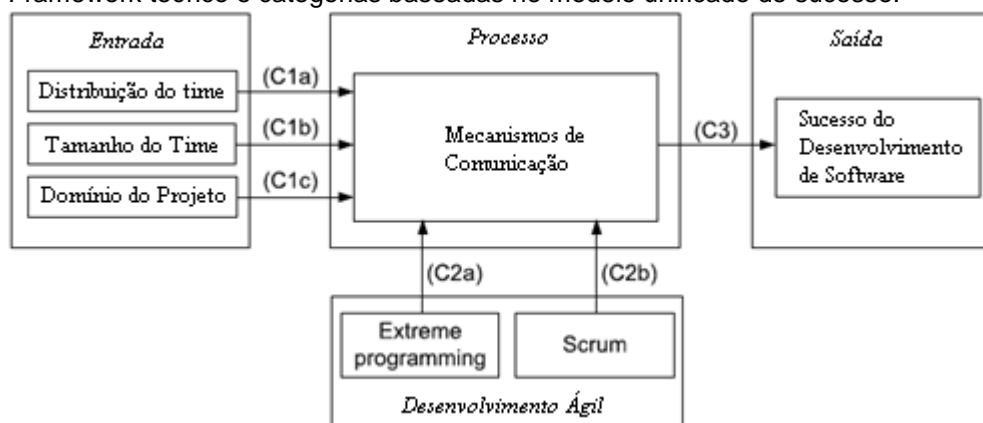 Framework teórico e categorias baseadas no modelo unificado de sucesso.
Entrada
Processo
Saída
Distribuição do time
(C1a)
Tamanho do Time
(C1b)
Domínio do Projeto
(C1c)
Mecanismos de
Comunicação
(C3)
Sucesso do
Desenvolvimento
de Software
(C2a)
(C2b)
Extreme
programming
Scrum
Desenvolvimento Ágil